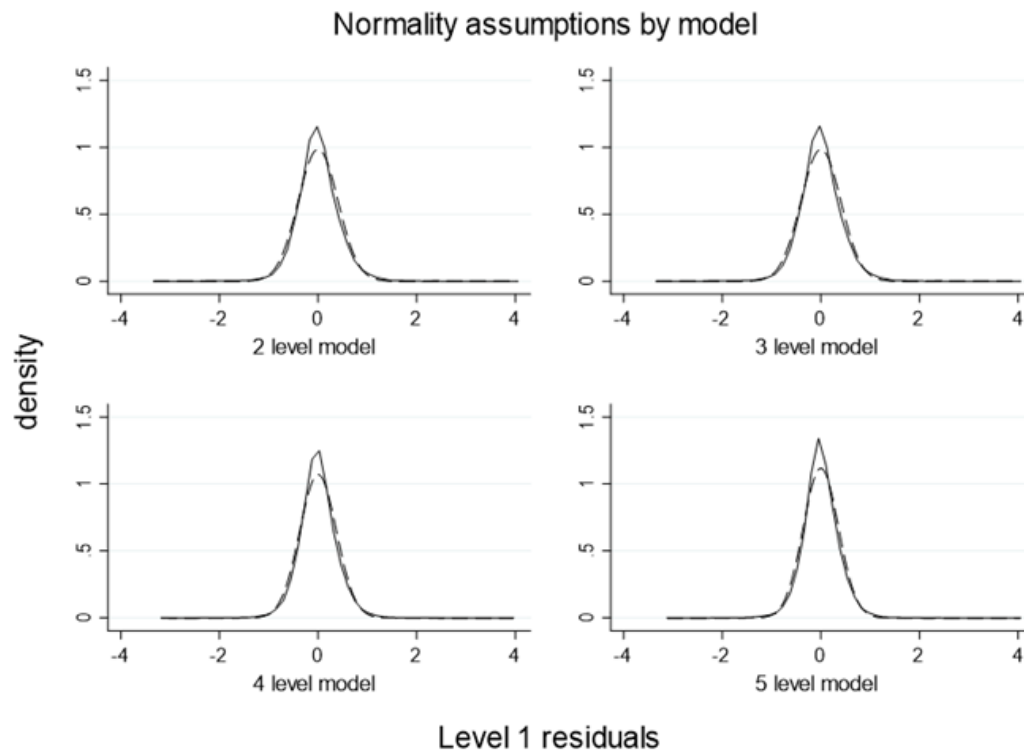 Normality assumptions by model
1.5
1
.5
0
-4 -2 0 2 4
2 level model
1.5
1
.5
0
-4 -2 0 2 4
3 level model
density
1.5
1
.5
0
-4 -2 0 2 4
4 level model
1.5
1
.5
0
-4 -2 0 2 4
5 level model
Level 1 residuals